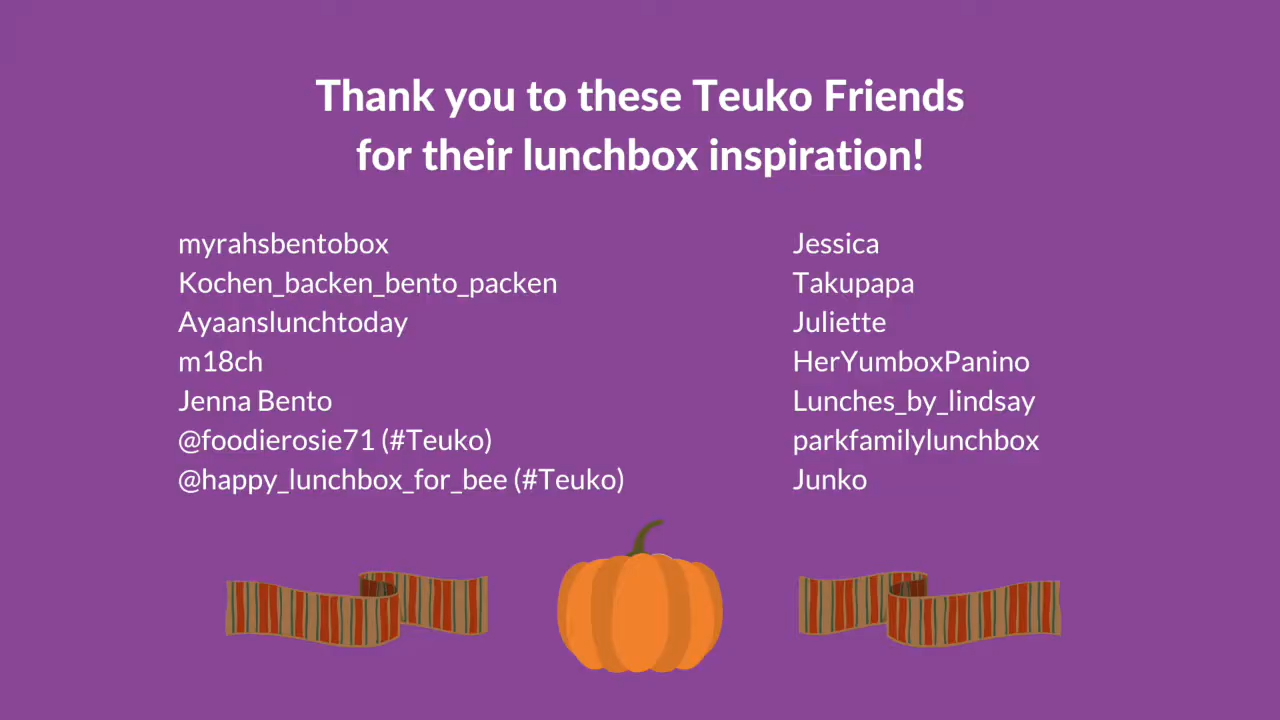 Thank you to these Teuko Friends
for their lunchbox inspiration!
myrahsbentobox
Kochen_backen_bento_packen
Ayaanslunchtoday
m18ch
Jenna Bento
@foodierosie71 (#Teuko)
@happy_lunchbox_for_bee (#Teuko)
Jessica
Takupapa
Juliette
HerYumboxPanino
Lunches_by_lindsay
parkfamilylunchbox
Junko